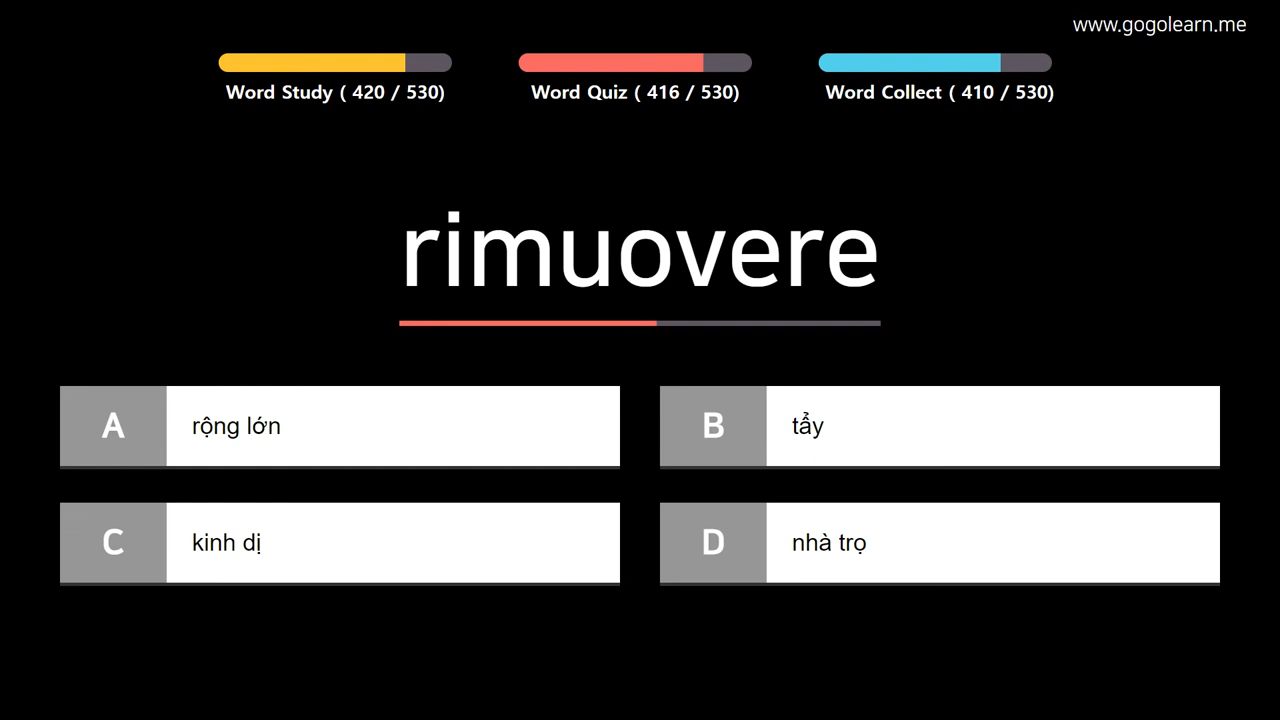 www.gogolearn.me
Word Study ( 420 / 530)
Word Quiz ( 416 / 530)
Word Collect ( 410 / 530)
rimuovere
A rộng lớn
B tẩy
C kinh dị
D nhà trọ